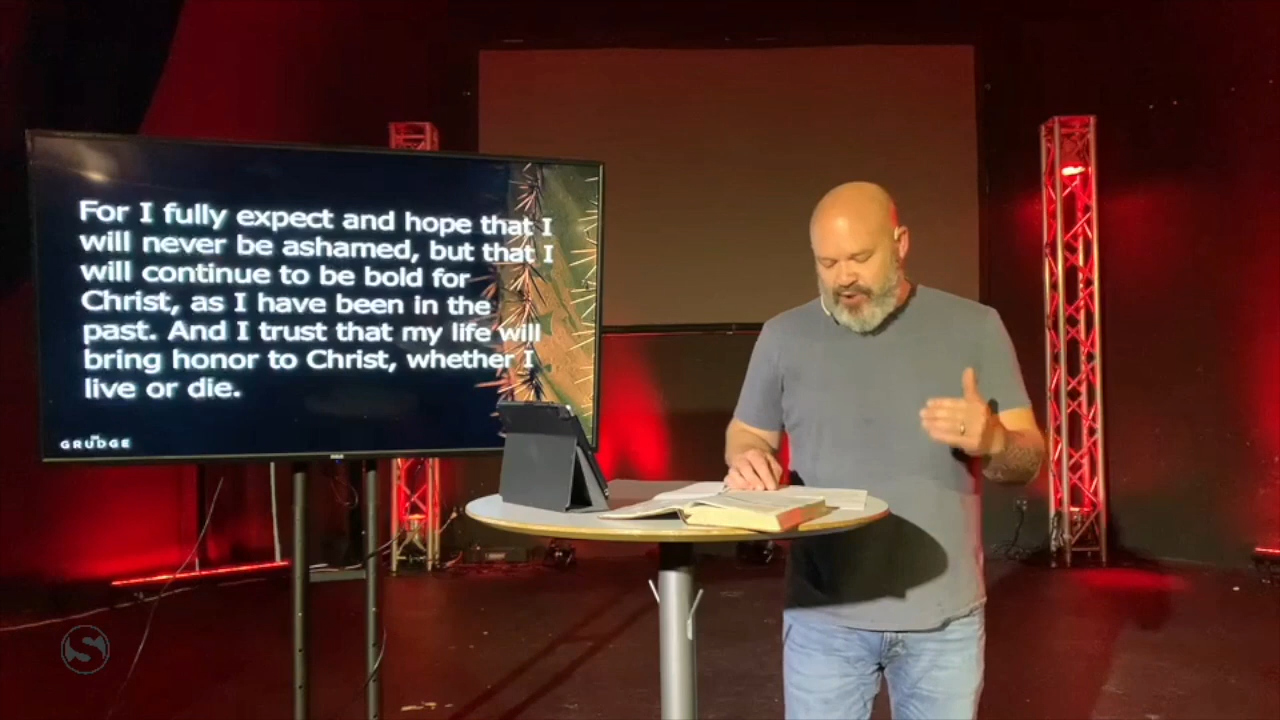 For I fully expect and hope that I
will never be ashamed, but that I
will continue to be bold for
Christ, as I have been in the
past. And I trust that my life will
bring honor to Christ, whether I
live or die.
GRUDGE
S